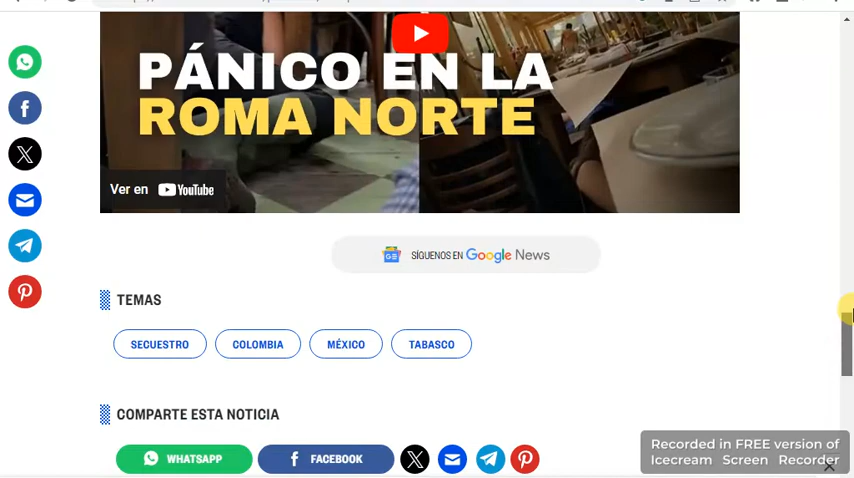 PÁNICO EN LA
ROMA NORTE
Ver en YouTube
SÍGUENOS EN Google News
TEMAS
SECUESTRO
COLOMBIA
MÉXICO
TABASCO
COMPARTE ESTA NOTICIA
WHATSAPP
FACEBOOK
Recorded in FREE version of
Icecream Screen Recorder